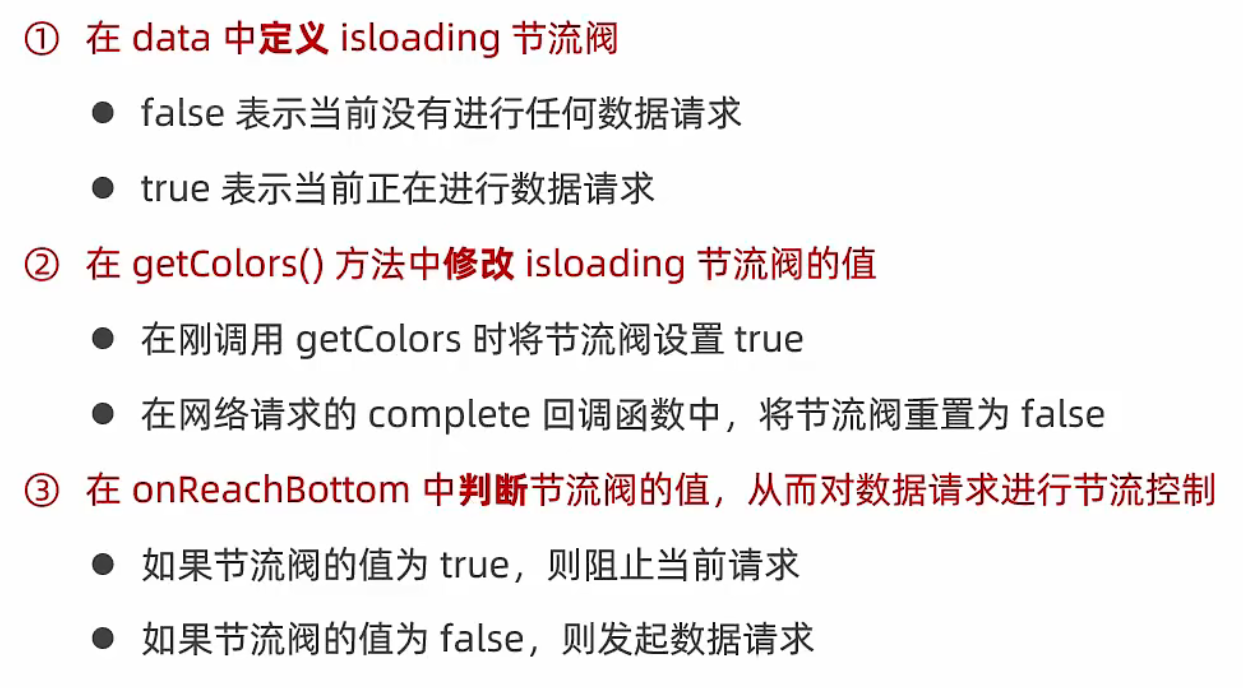 ① 在 data 中定义 isloading 节流阀
● false 表示当前没有进行任何数据请求
● true 表示当前正在进行数据请求
② 在 getColors() 方法中修改 isloading 节流阀的值
● 在刚调用 getColors 时将节流阀设置 true
● 在网络请求的 complete 回调函数中，将节流阀重置为 false
③ 在 onReachBottom 中判断节流阀的值，从而对数据请求进行节流控制
● 如果节流阀的值为 true，则阻止当前请求
● 如果节流阀的值为 false，则发起数据请求